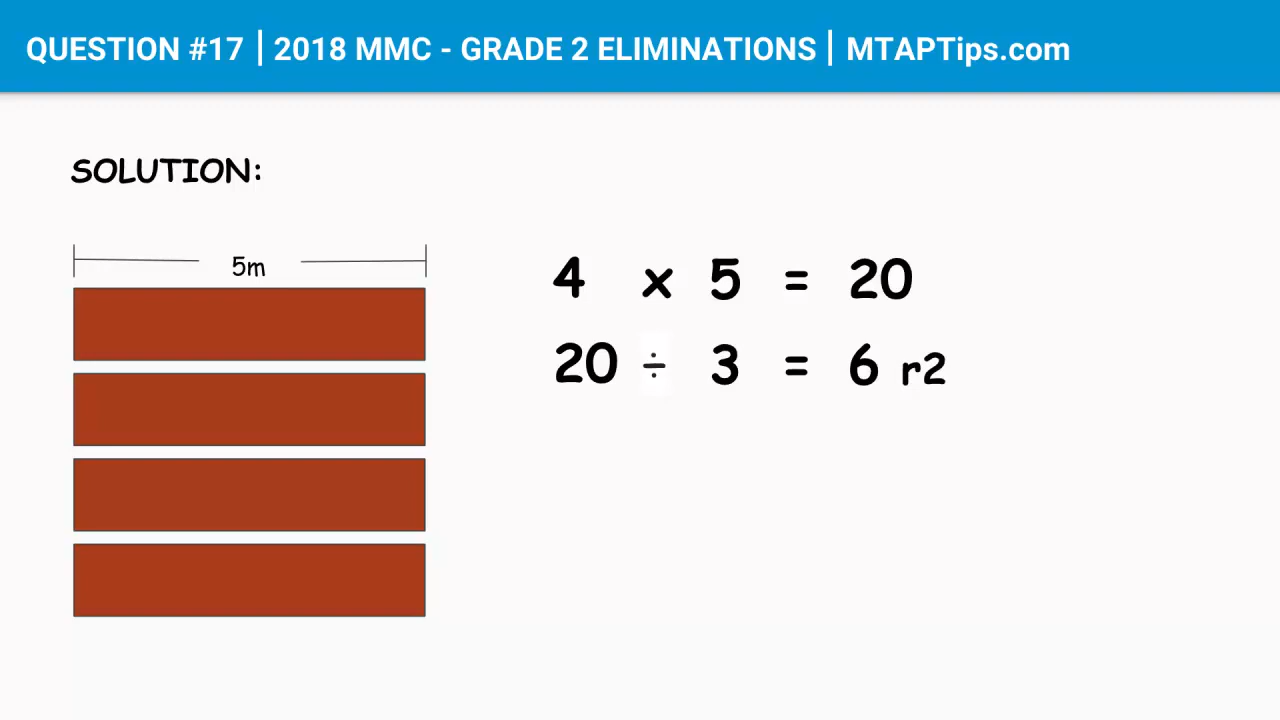 QUESTION #17 | 2018 MMC - GRADE 2 ELIMINATIONS | MTAPTips.com
SOLUTION:
5m
4 x 5 = 20
20 ÷ 3 = 6 r2